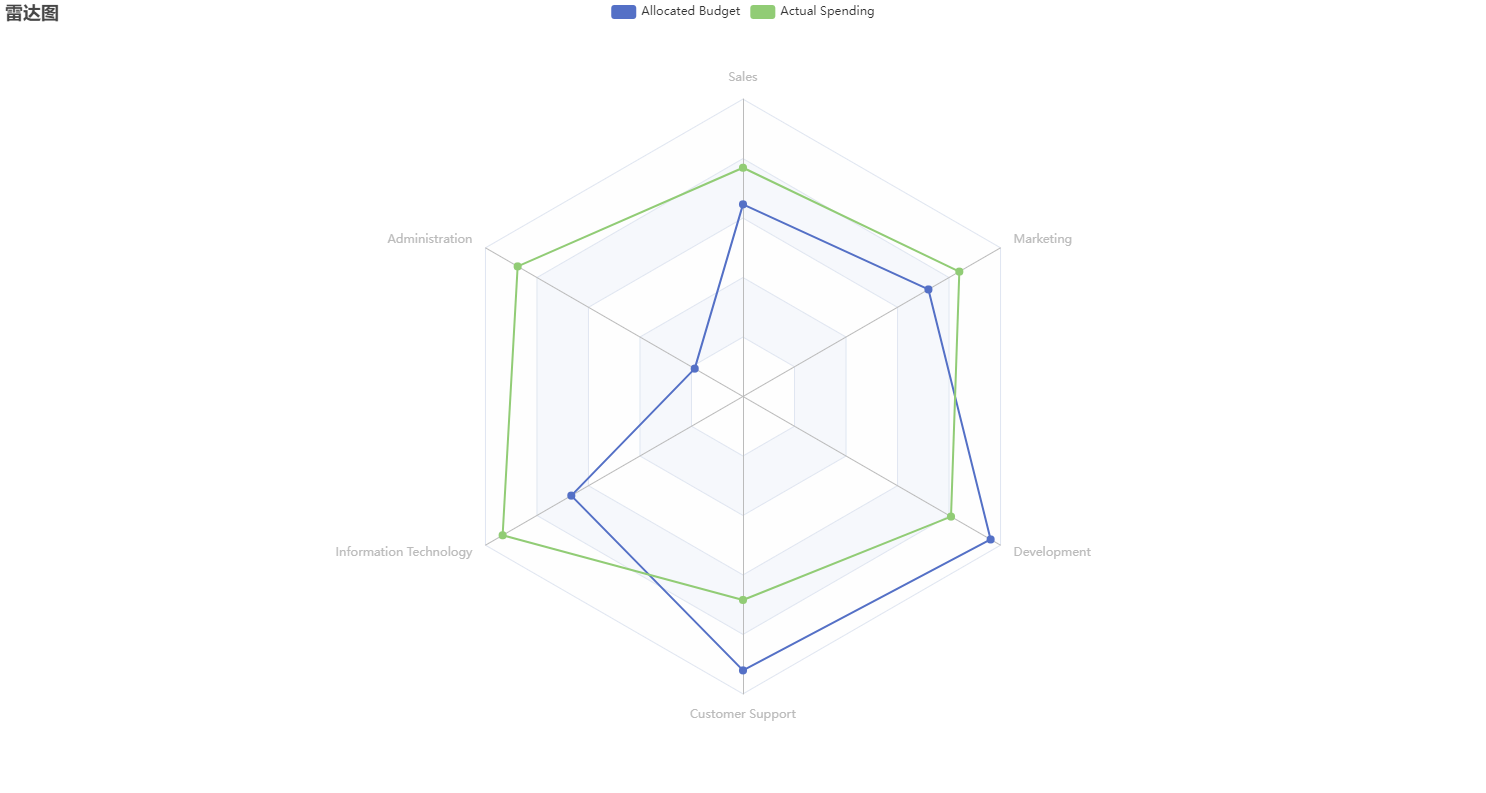 雷达图
Allocated Budget
Actual Spending
Sales
Administration
Marketing
Information Technology
Development
Customer Support